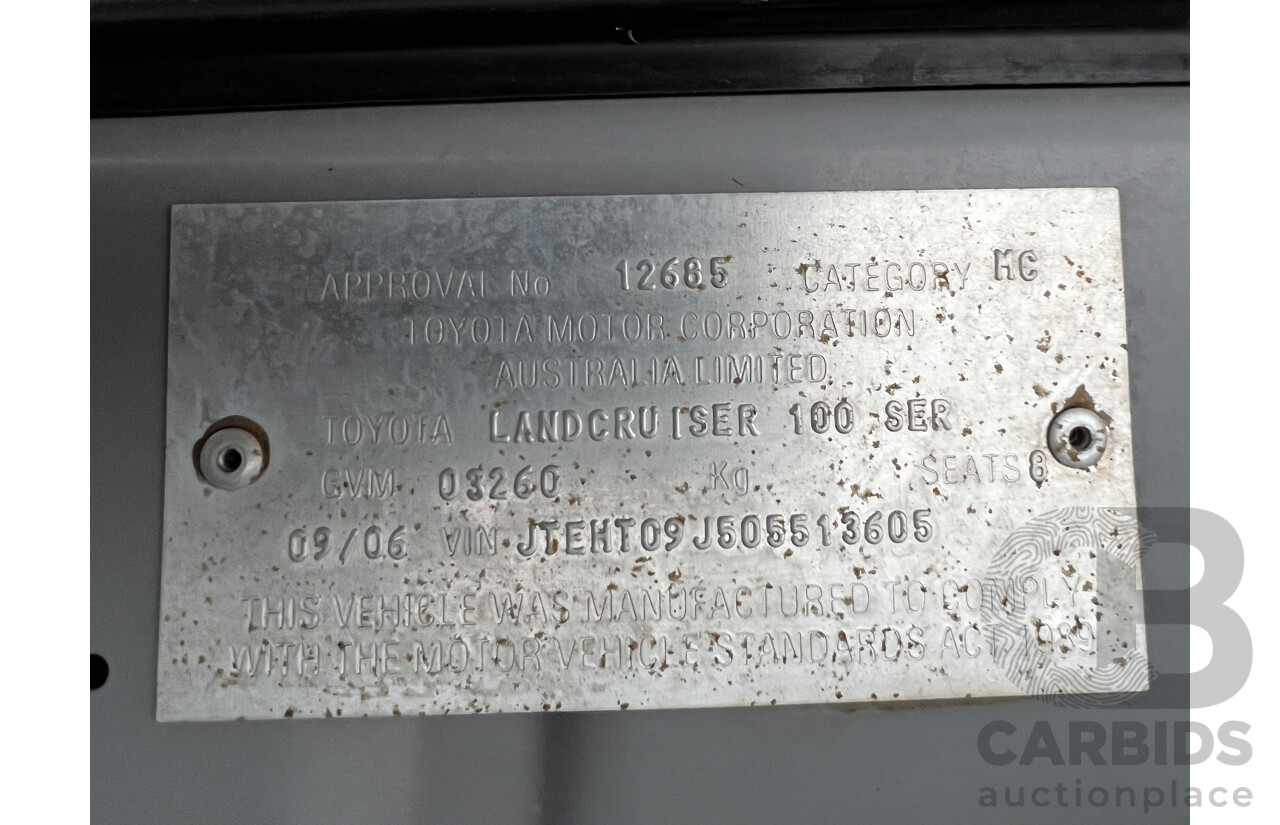 APPROVAL No 12685 CATEGORY MC
TOYOTA MOTOR CORPORATION
AUSTRALIA LIMITED
TOYOTA LANDCRUISER 100 SER
GVM 03260 Kg SEATS 8
09/06 VIN JTEHT09J505513605
THIS VEHICLE WAS MANUFACTURED TO COMPLY
WITH THE MOTOR VEHICLE STANDARDS ACT 1989
CB
CARBIDS
auctionplace